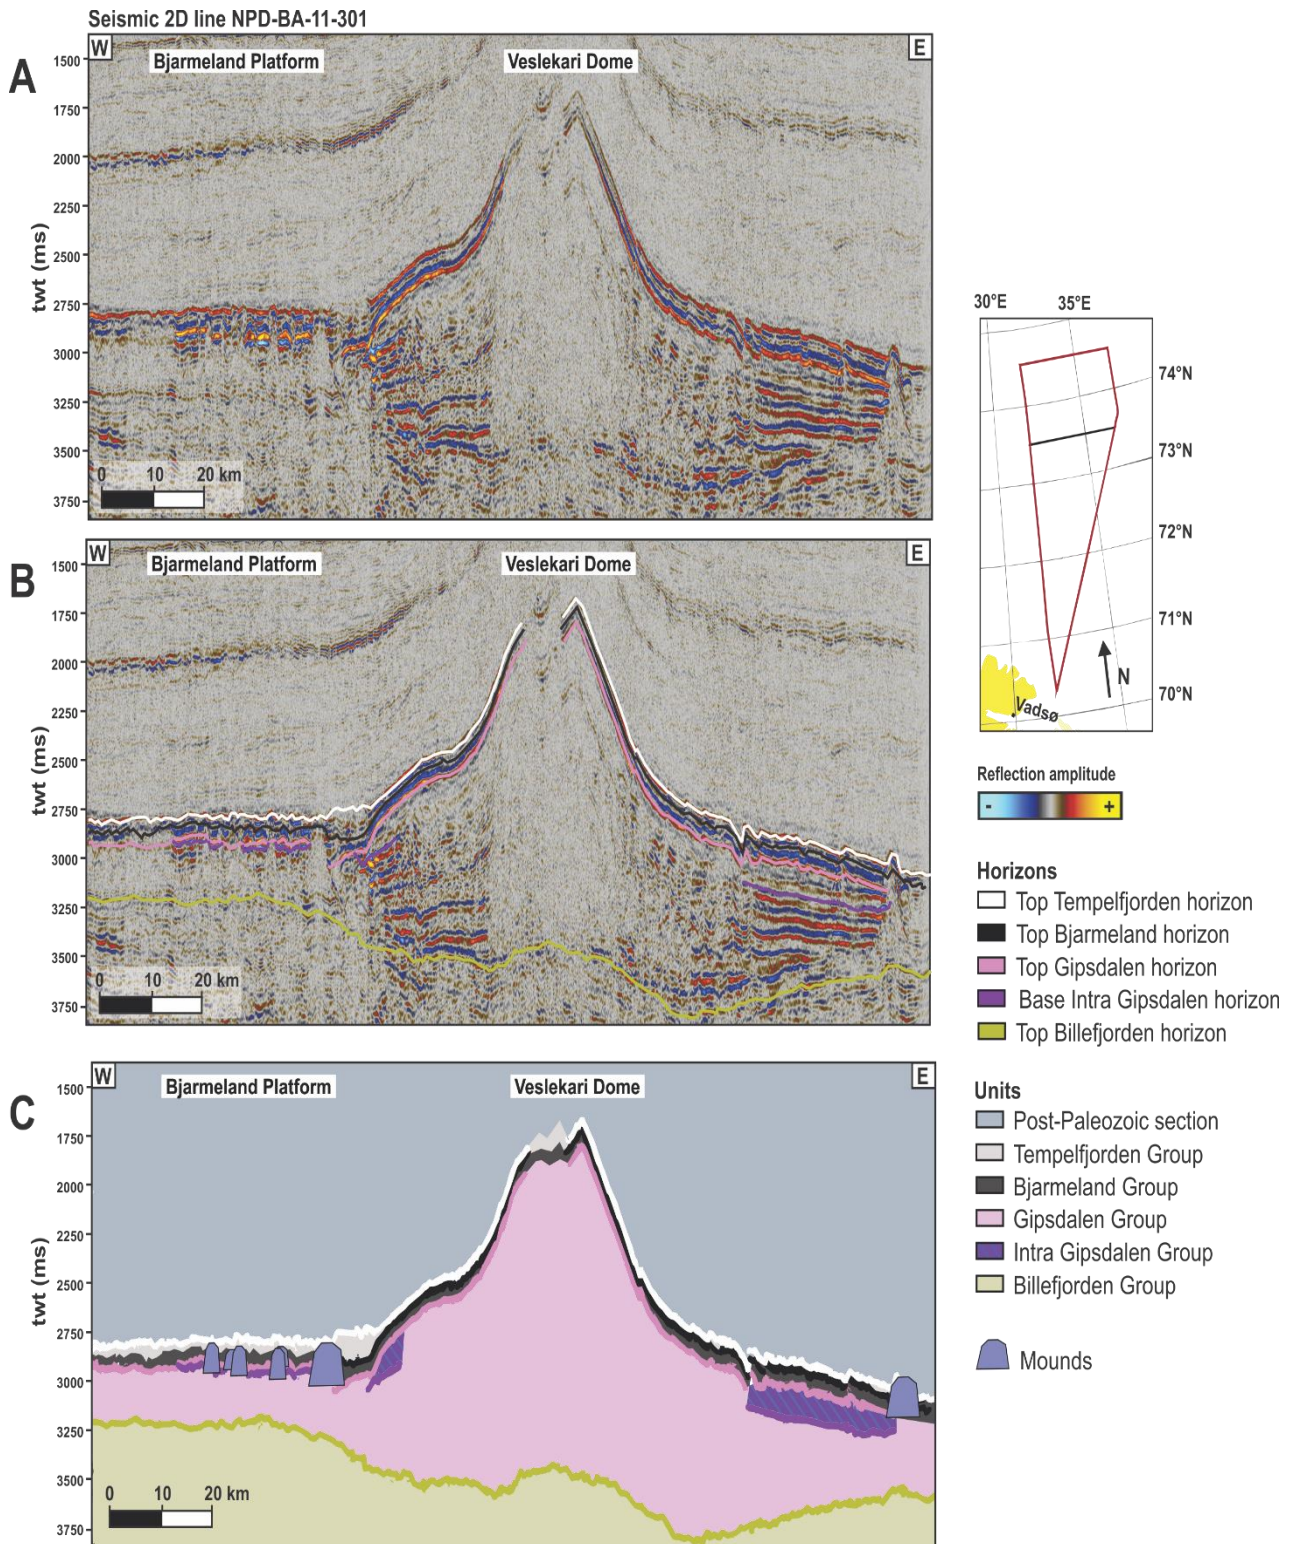 Seismic 2D line NPD-BA-11-301
A
W
Bjarmeland Platform
Veslekari Dome
E
twt (ms)
1500
1750
2000
2250
2500
2750
3000
3250
3500
3750
0 10 20 km
B
W
Bjarmeland Platform
Veslekari Dome
E
twt (ms)
1500
1750
2000
2250
2500
2750
3000
3250
3500
3750
0 10 20 km
C
W
Bjarmeland Platform
Veslekari Dome
E
twt (ms)
1500
1750
2000
2250
2500
2750
3000
3250
3500
3750
0 10 20 km
30°E 35°E
74°N
73°N
72°N
71°N
70°N
N
Vadsø
Reflection amplitude
- +
Horizons
Top Tempelfjorden horizon
Top Bjarmeland horizon
Top Gipsdalen horizon
Base Intra Gipsdalen horizon
Top Billefjorden horizon
Units
Post-Paleozoic section
Tempelfjorden Group
Bjarmeland Group
Gipsdalen Group
Intra Gipsdalen Group
Billefjorden Group
Mounds